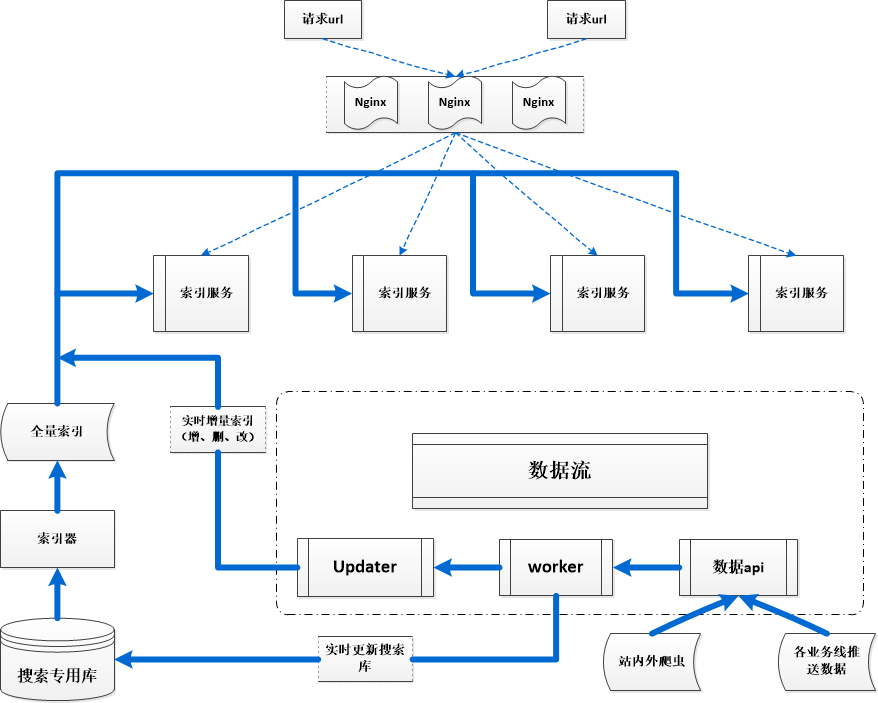 请求url
请求url
Nginx
Nginx
Nginx
索引服务
索引服务
索引服务
索引服务
全量索引
实时增量索引
（增、删、改）
数据流
索引器
Updater
worker
数据api
搜索专用库
实时更新搜索
库
站内外爬虫
各业务线推
送数据